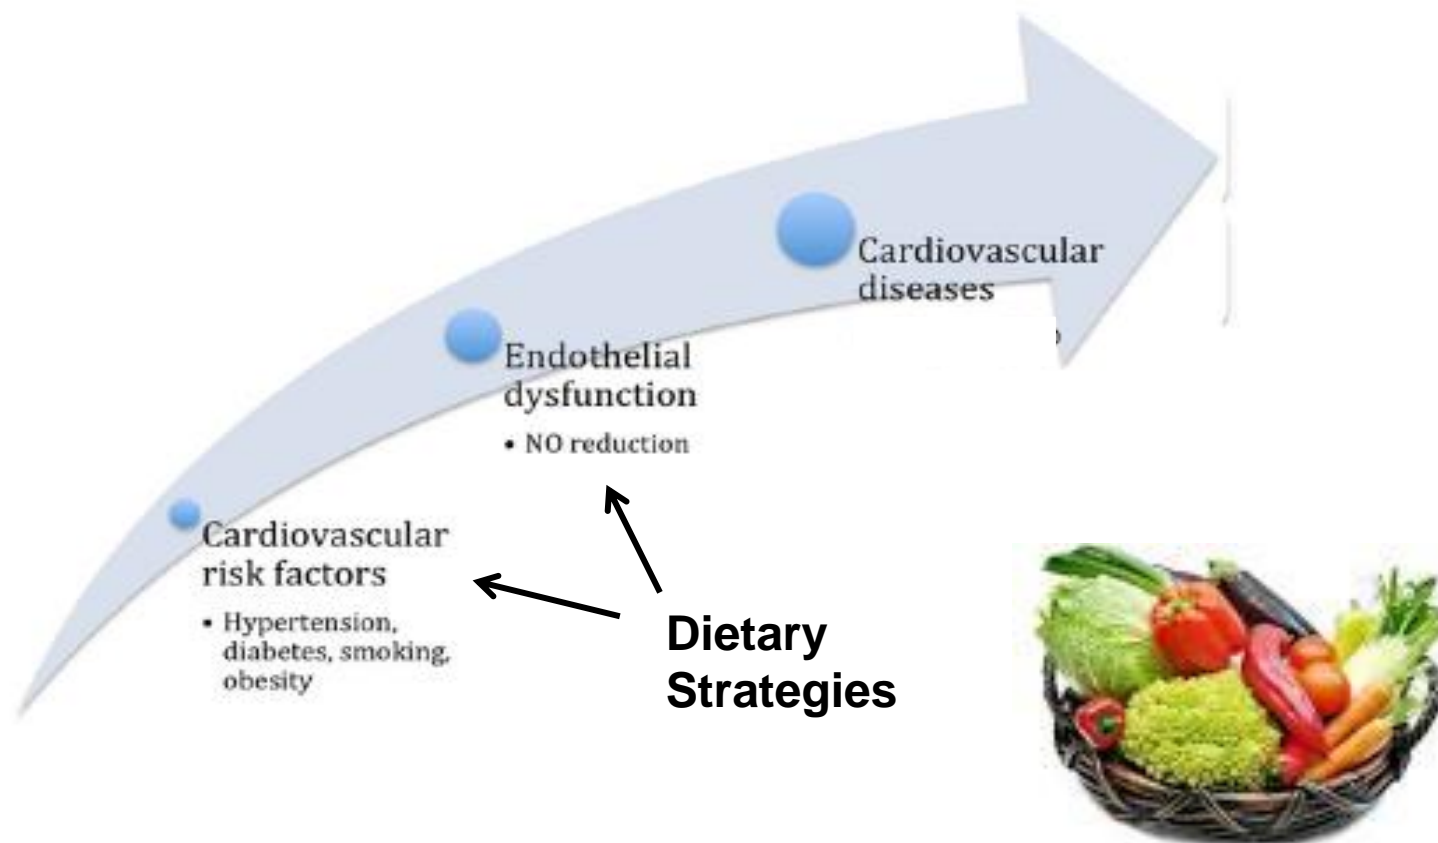 Cardiovascular
diseases
Endothelial
dysfunction
• NO reduction
Cardiovascular
risk factors
• Hypertension,
diabetes, smoking,
obesity
Dietary
Strategies